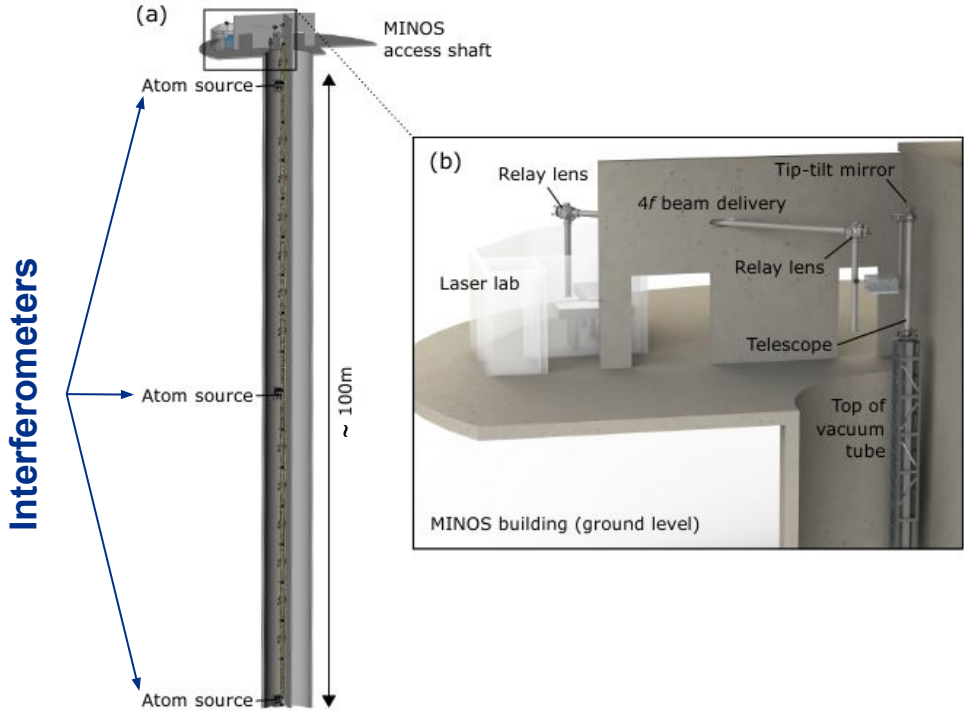 (a)
MINOS
access shaft
Atom source
Interferometers
Atom source
~ 100m
Atom source
(b)
Relay lens
Tip-tilt mirror
4f beam delivery
Relay lens
Laser lab
Telescope
Top of
vacuum
tube
MINOS building (ground level)